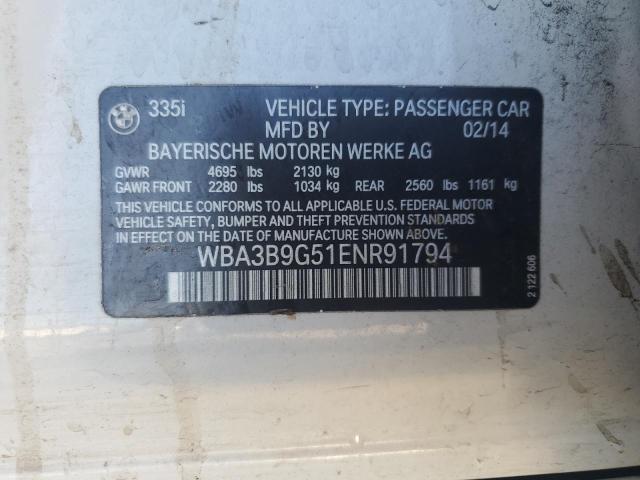 BMW
335i VEHICLE TYPE: PASSENGER CAR
MFD BY 02/14
BAYERISCHE MOTOREN WERKE AG
GVWR 4695 lbs 2130 kg
GAWR FRONT 2280 lbs 1034 kg REAR 2560 lbs 1161 kg
THIS VEHICLE CONFORMS TO ALL APPLICABLE U.S. FEDERAL MOTOR
VEHICLE SAFETY, BUMPER AND THEFT PREVENTION STANDARDS
IN EFFECT ON THE DATE OF MANUFACTURE SHOWN ABOVE.
WBA3B9G51ENR91794
2 122 606